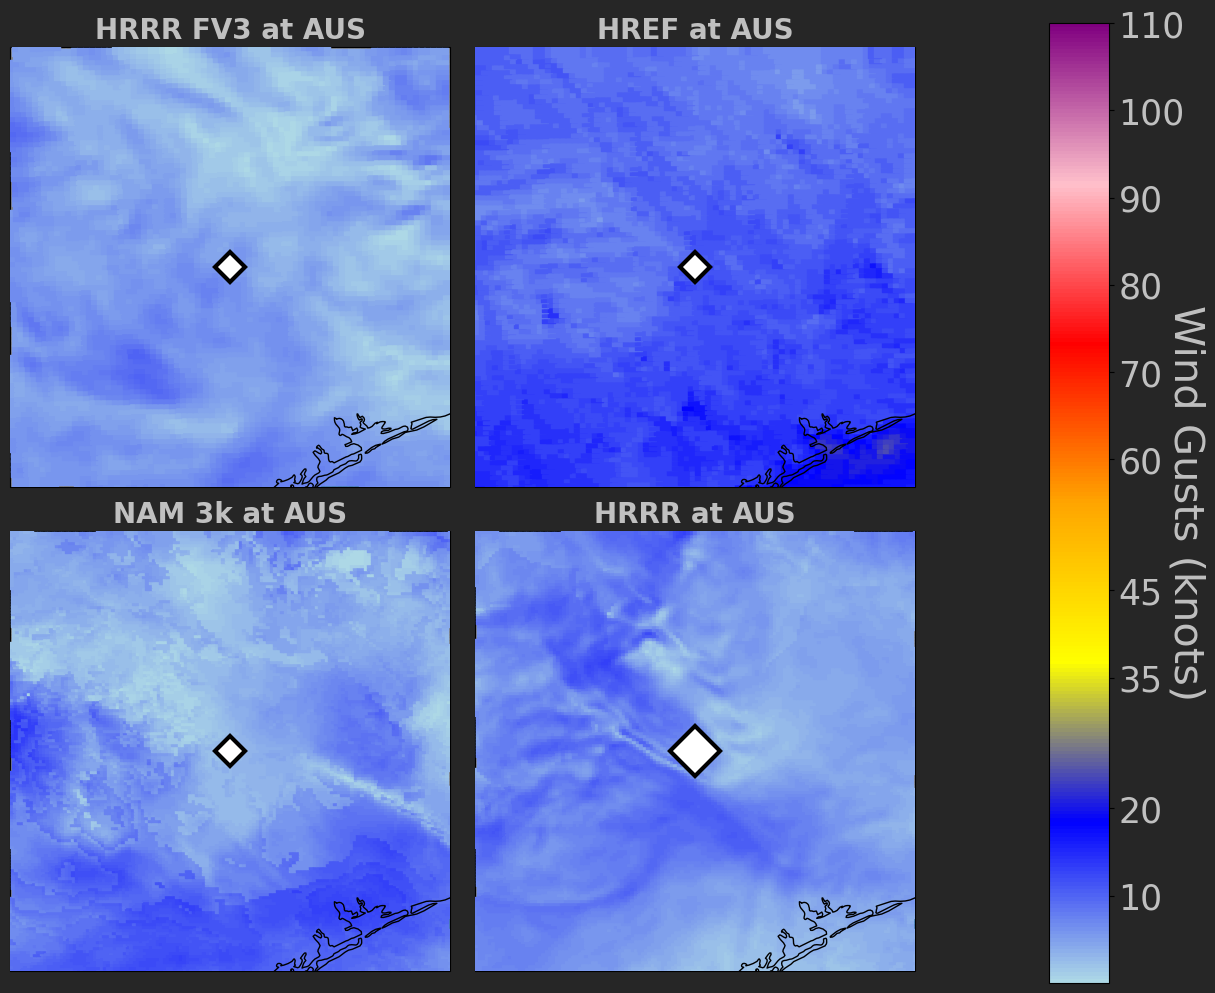 HRRR FV3 at AUS
HREF at AUS
NAM 3k at AUS
HRRR at AUS
110
100
90
80
70
60
45
35
20
10
Wind Gusts (knots)